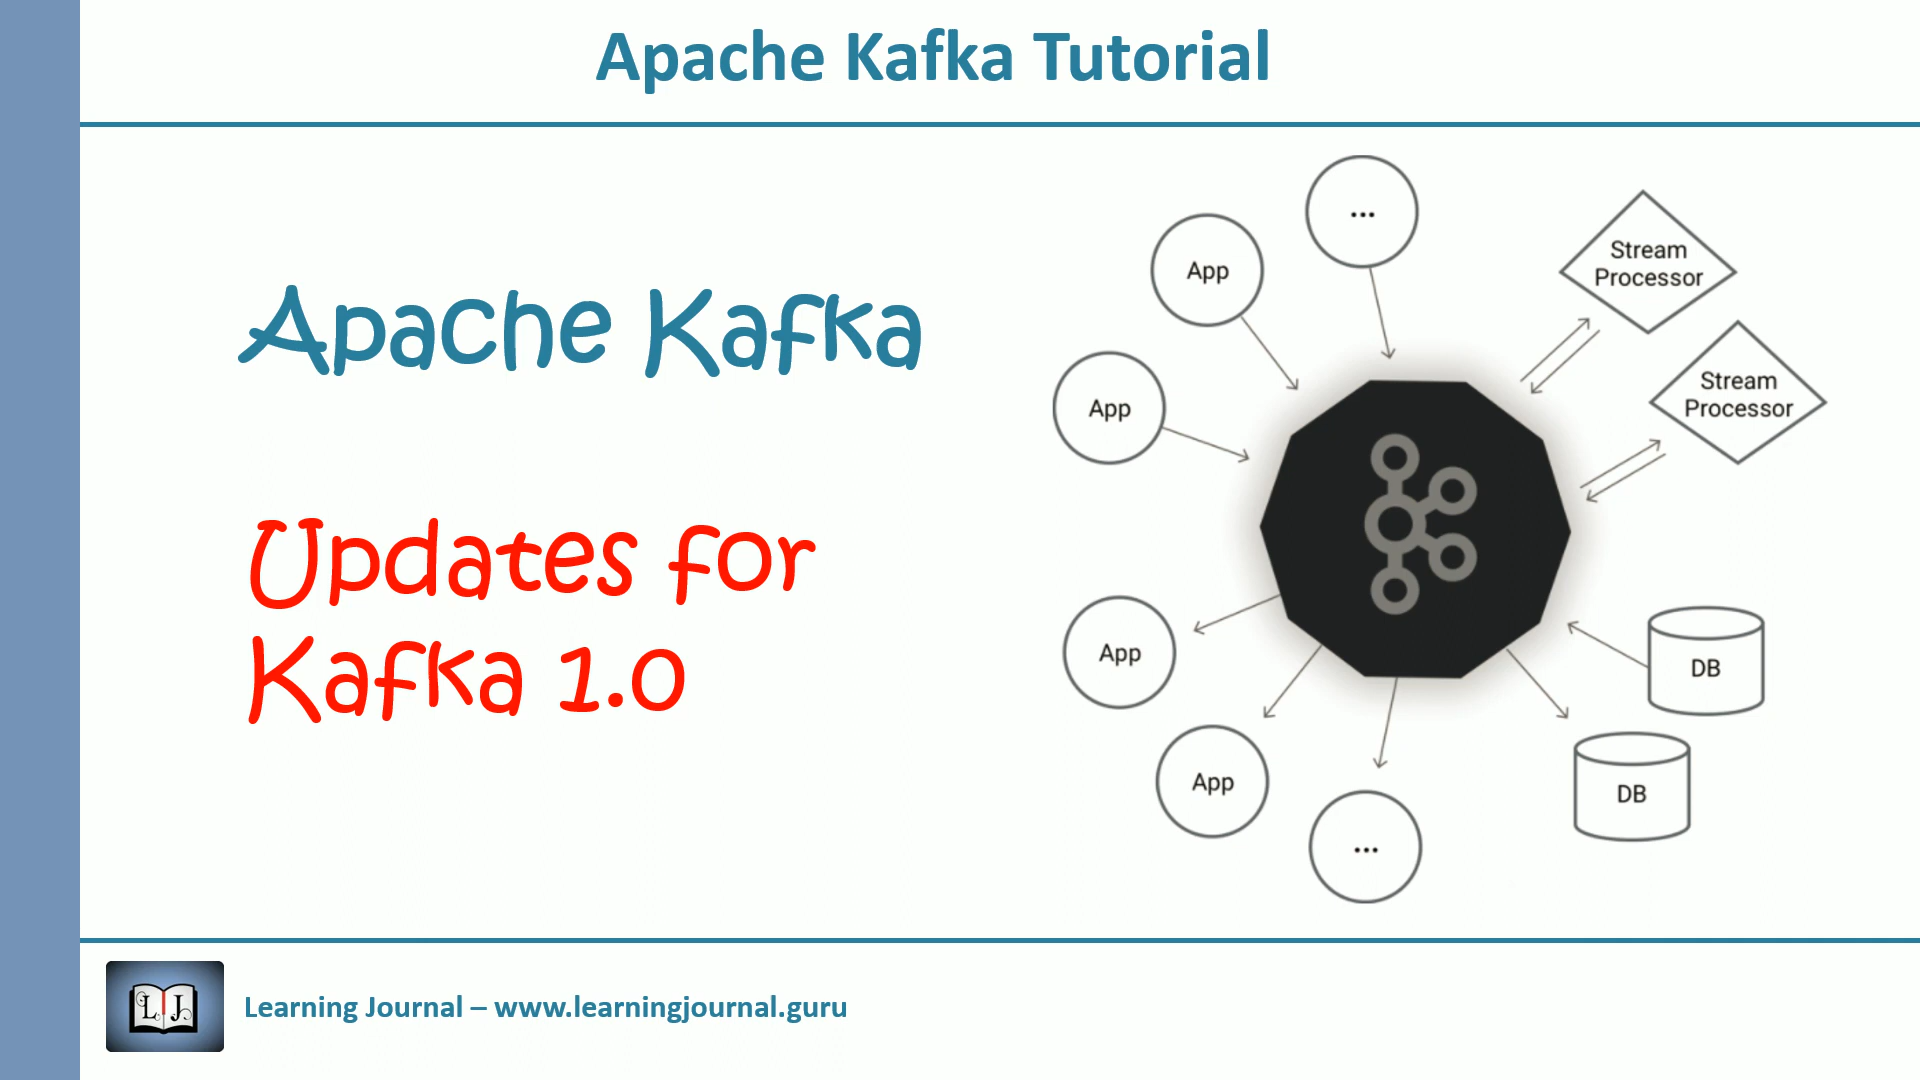 Apache Kafka Tutorial
Apache Kafka
Updates for
Kafka 1.0
...
App
App
Stream
Processor
Stream
Processor
App
App
...
DB
DB
LJ
Learning Journal – www.learningjournal.guru